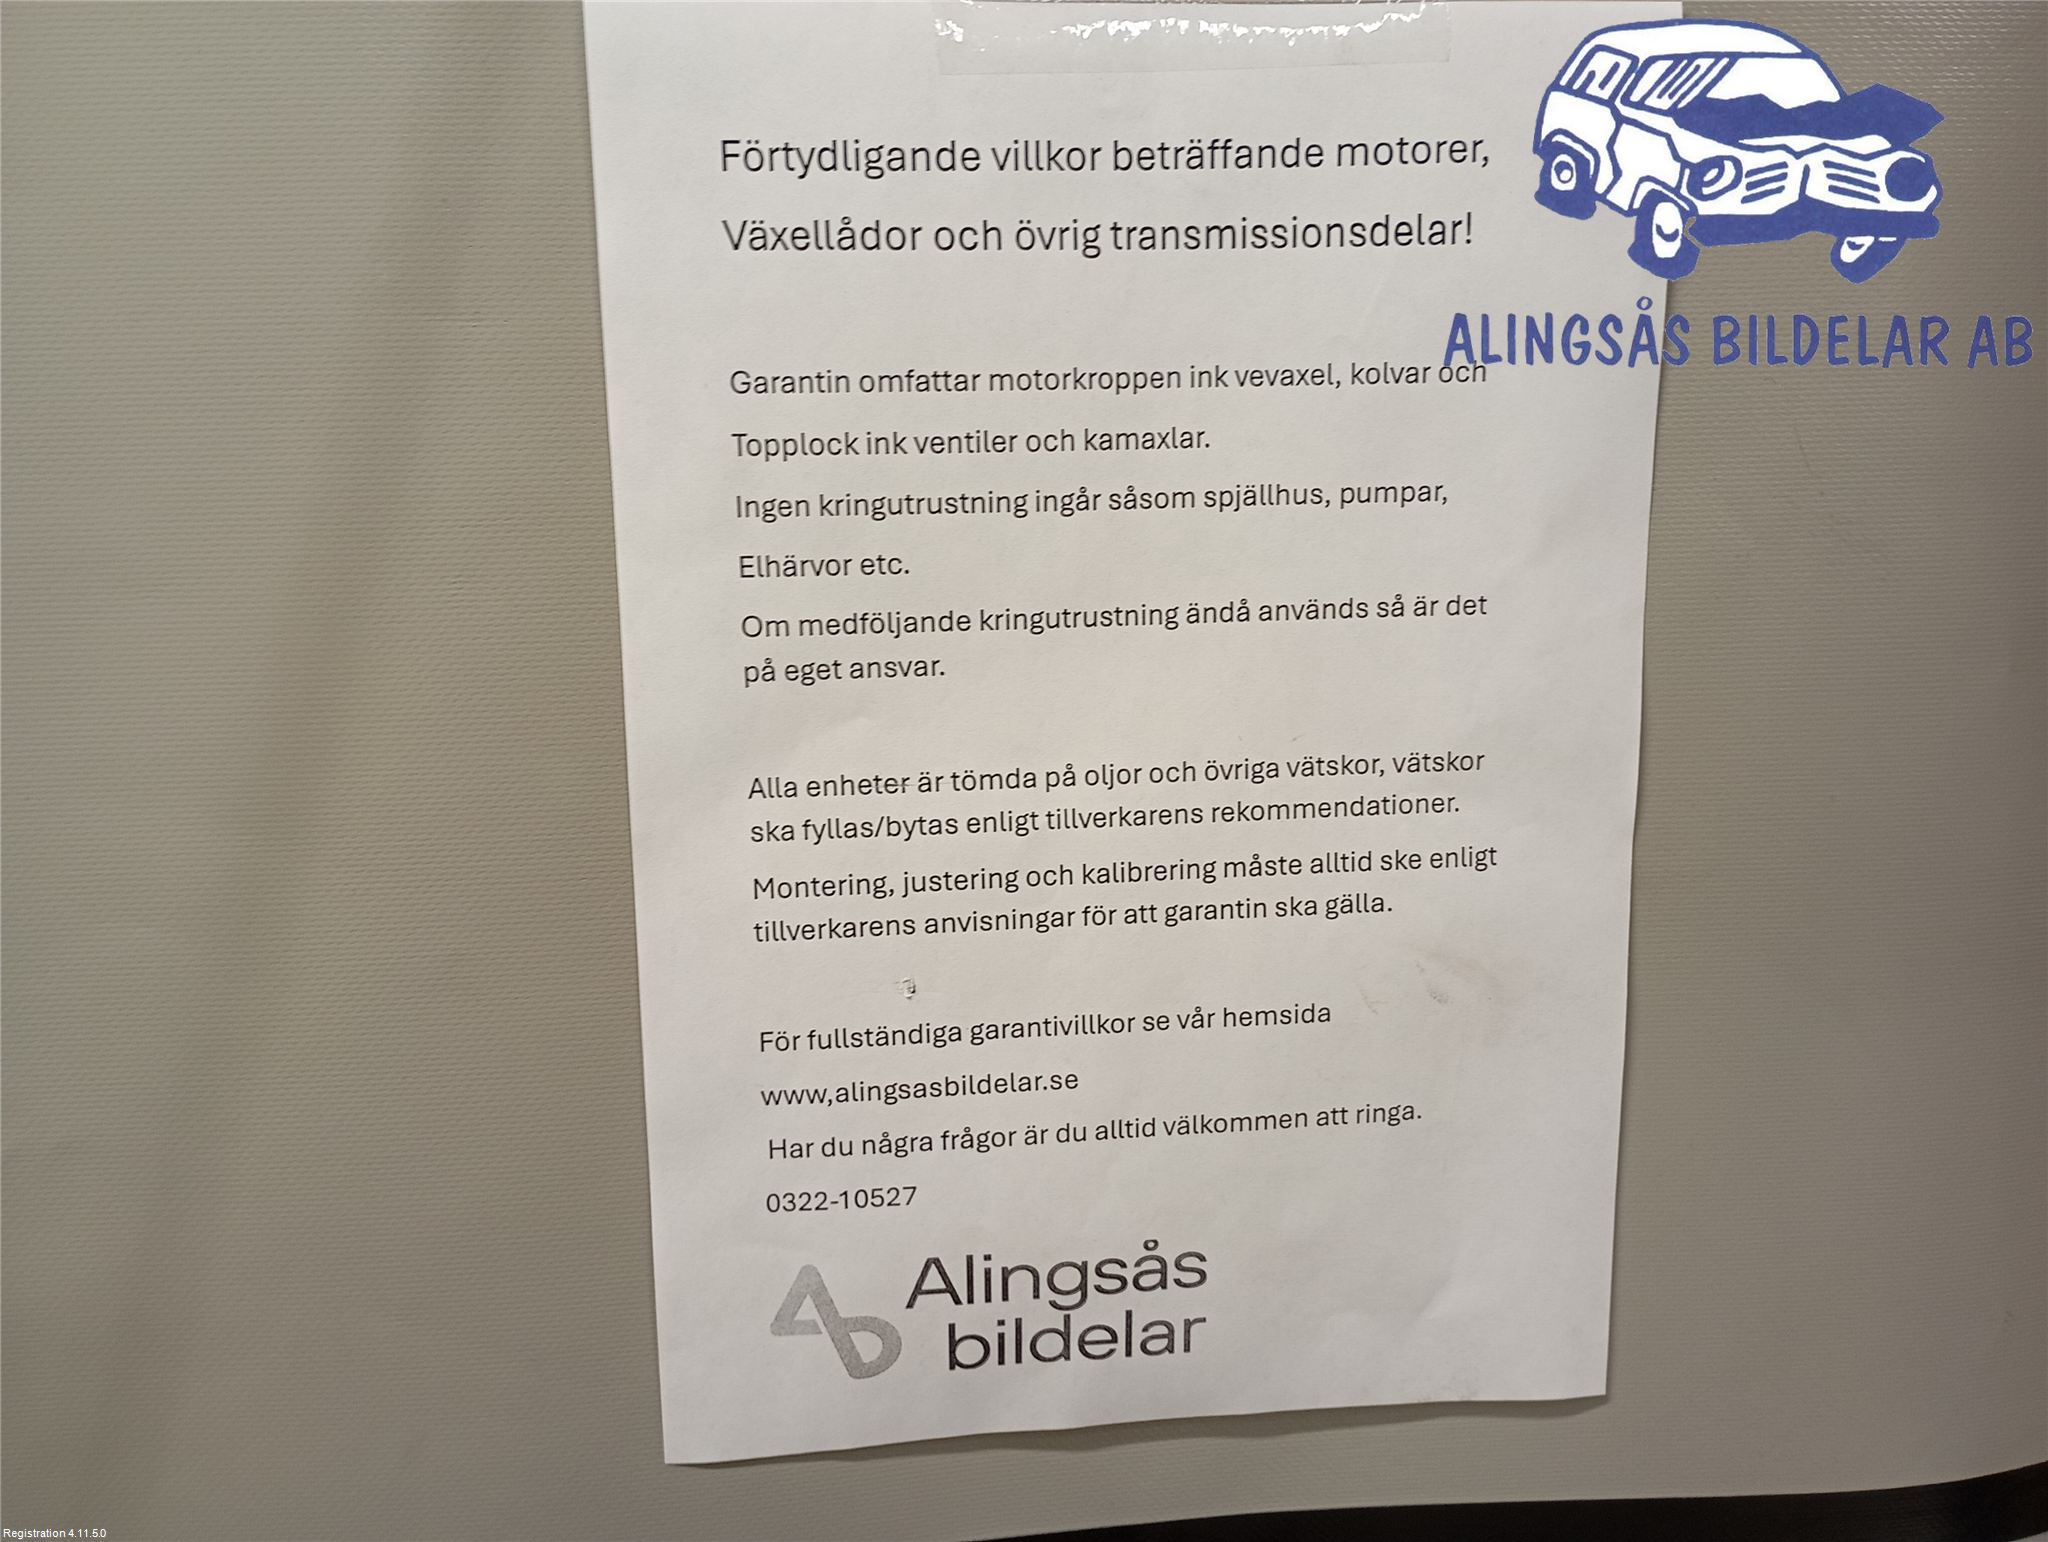 Förtydligande villkor beträffande motorer,
Växellådor och övrig transmissionsdelar!
ALINGSÅS BILDELAR AB
Garantin omfattar motorkroppen ink vevaxel, kolvar och
Topplock ink ventiler och kamaxlar.
Ingen kringutrustning ingår såsom spjällhus, pumpar,
Elhärvor etc.
Om medföljande kringutrustning ändå används så är det
på eget ansvar.
Alla enheter är tömda på oljor och övriga vätskor, vätskor
ska fyllas/bytas enligt tillverkarens rekommendationer.
Montering, justering och kalibrering måste alltid ske enligt
tillverkarens anvisningar för att garantin ska gälla.
För fullständiga garantivillkor se vår hemsida
www,alingsasbildelar.se
Har du några frågor är du alltid välkommen att ringa.
0322-10527
Alingsås
bildelar
Registration 4.11.5.0